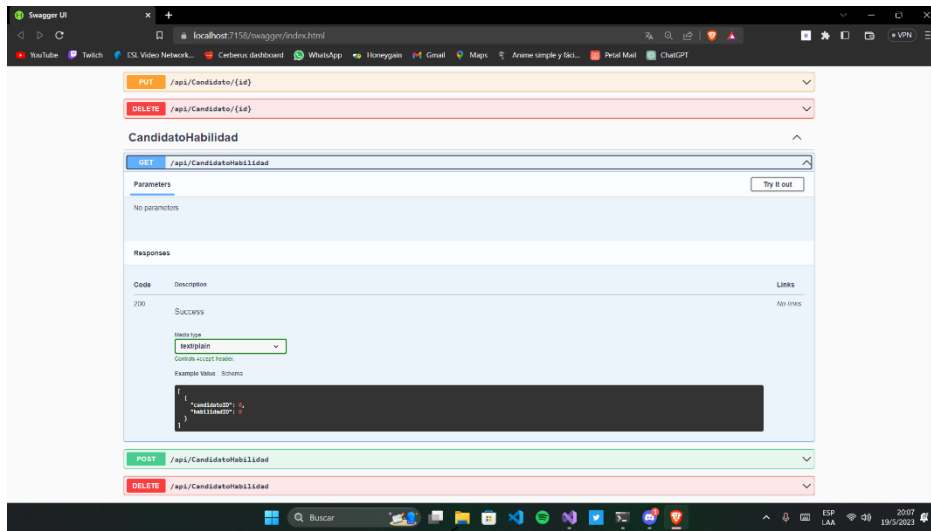 Swagger UI
localhost:7158/swagger/index.html
VPN
YouTube Twitch ESL Video Network... Cerberus dashboard WhatsApp Honeygain Gmail Maps Anime simple y fáci... Petal Mail ChatGPT
PUT /api/Candidato/{id}
DELETE /api/Candidato/{id}
CandidatoHabilidad
GET /api/CandidatoHabilidad
Parameters Try it out
No parameters
Responses
Code Description Links
200 Success No links
Media type
text/plain
Controls Accept header.
Example Value Schema
[
{
"candidatoID": 0,
"habilidadID": 0
}
]
POST /api/CandidatoHabilidad
DELETE /api/CandidatoHabilidad
Buscar
ESP 20:07
LAA 19/5/2023